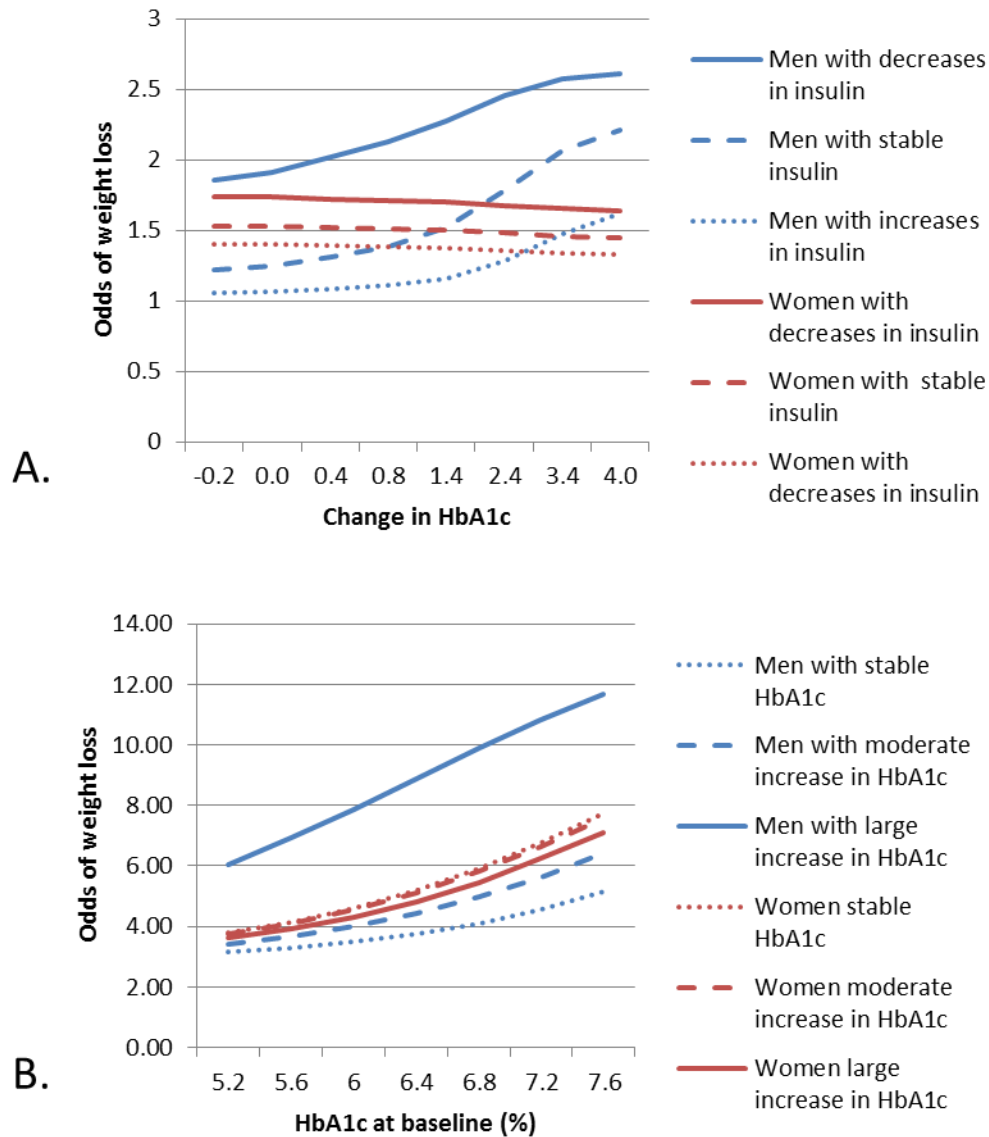 3
2.5
2
1.5
1
0.5
0
Odds of weight loss
-0.2 0.0 0.4 0.8 1.4 2.4 3.4 4.0
Change in HbA1c
A.
Men with decreases
in insulin
Men with stable
insulin
Men with increases
in insulin
Women with
decreases in insulin
Women with stable
insulin
Women with
decreases in insulin
14.00
12.00
10.00
8.00
6.00
4.00
2.00
0.00
Odds of weight loss
5.2 5.6 6 6.4 6.8 7.2 7.6
HbA1c at baseline (%)
B.
Men with stable
HbA1c
Men with moderate
increase in HbA1c
Men with large
increase in HbA1c
Women stable
HbA1c
Women moderate
increase in HbA1c
Women large
increase in HbA1c